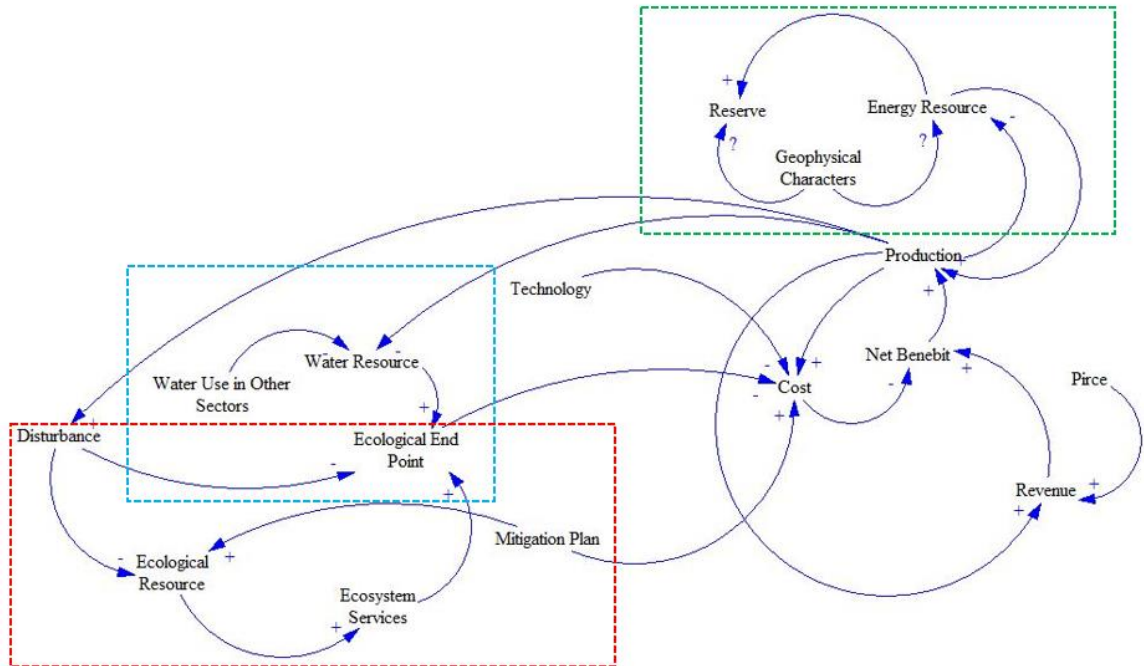 +
Reserve
Energy Resource
-
?
?
Geophysical
Characters
Production
+
+
Technology
-
-
Water Resource
+
Water Use in Other
Sectors
Net Benebit
+
-
-
+
-
Cost
+
Pirce
+
Disturbance
Ecological End
Point
-
+
+
+
Revenue
Mitigation Plan
-
+
Ecological
Resource
Ecosystem
Services
+